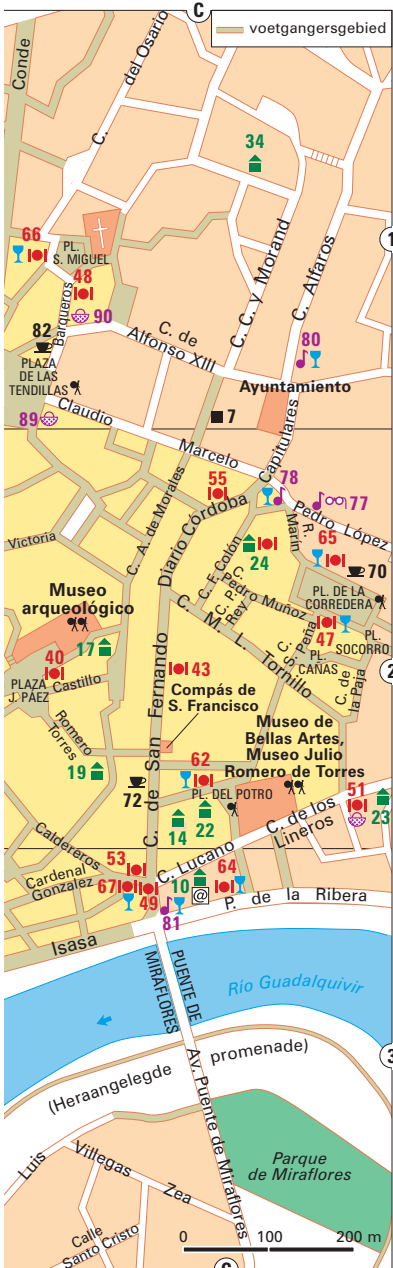 C
voetgangersgebied
Conde
C. del Osario
34
1
66
PL.
S. MIGUEL
48
Barqueros
90
C. C. y Morand
C. Alfaros
82
C. de
Alfonso XIII
80
PLAZA
DE LAS
TENDILLAS
Ayuntamiento
7
Claudio
89
Marcelo
Capitulares
55
78
77
Pedro López
C. A. de Morales
Diario Córdoba
R.
Marín
65
Victoria
24
70
C. F. Colón
C. P.
Rey
Pedro Muñoz
PL. DE LA
CORREDERA
Museo
arqueológico
17
C. M. L. Tornillo
C.
S. Peña
47
PL.
SOCORRO
PL.
CAÑAS
40
43
C. de
la Paja
2
PLAZA
J. PAEZ
Castillo
Compás de
S. Francisco
Romero
Torres
C. de San Fernando
Museo de
Bellas Artes,
Museo Julio
Romero de Torres
19
62
72
PL. DEL POTRO
51
14
22
C. de los
Lineros
23
Caldereros
53
C. Lucano
Cardenal
Gonzalez
67
49
10
64
@
P. de la Ribera
81
Isasa
PUENTE DE
MIRAFLORES
Río Guadalquivir
3
(Heraangelegde promenade)
Av. Puente de Miraflores
Luis
Villegas
Zea
Parque
de Miraflores
Calle
Santo Cristo
0 100 200 m
C